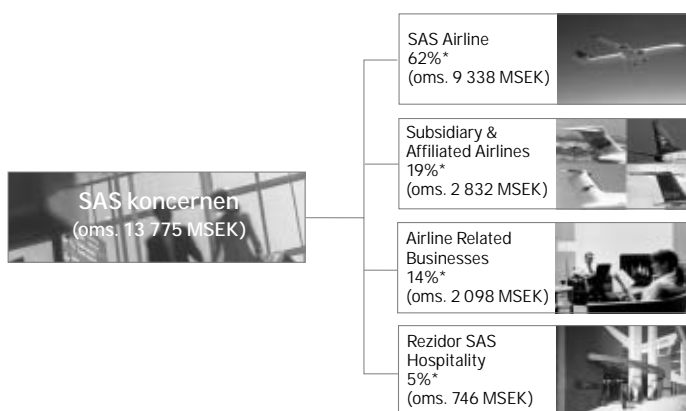 SAS koncernen
(oms. 13 775 MSEK)
SAS Airline
62%*
(oms. 9 338 MSEK)
Subsidiary &
Affiliated Airlines
19%*
(oms. 2 832 MSEK)
Airline Related
Businesses
14%*
(oms. 2 098 MSEK)
Rezidor SAS
Hospitality
5%*
(oms. 746 MSEK)